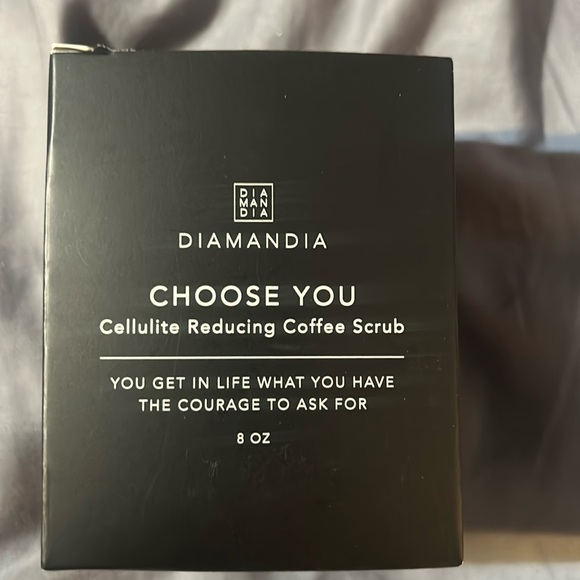 DIA
MAN
DIA
DIAMANDIA
CHOOSE YOU
Cellulite Reducing Coffee Scrub
YOU GET IN LIFE WHAT YOU HAVE
THE COURAGE TO ASK FOR
8 OZ